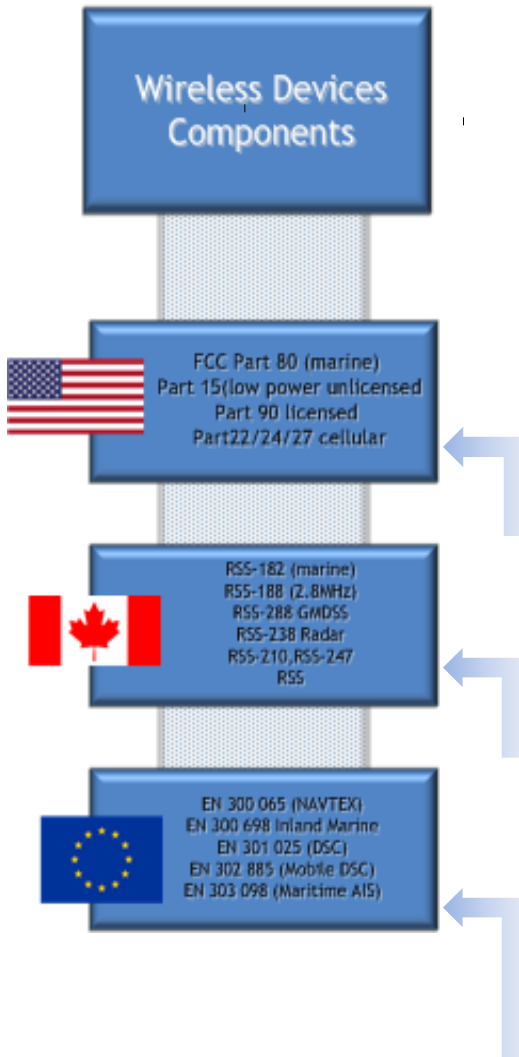 Wireless Devices
Components
FCC Part 80 (marine)
Part 15(low power unlicensed
Part 90 licensed
Part22/24/27 cellular
RSS-182 (marine)
RSS-188 (2.8MHz)
RSS-288 GMDSS
RSS-238 Radar
RSS-210,RSS-247
RSS
EN 300 065 (NAVTEX)
EN 300 698 Inland Marine
EN 301 025 (DSC)
EN 302 885 (Mobile DSC)
EN 303 098 (Maritime AIS)